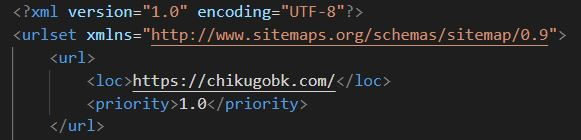 <?xml version="1.0" encoding="UTF-8"?>
<urlset xmlns="http://www.sitemaps.org/schemas/sitemap/0.9">
<url>
<loc>https://chikugobk.com/</loc>
<priority>1.0</priority>
</url>